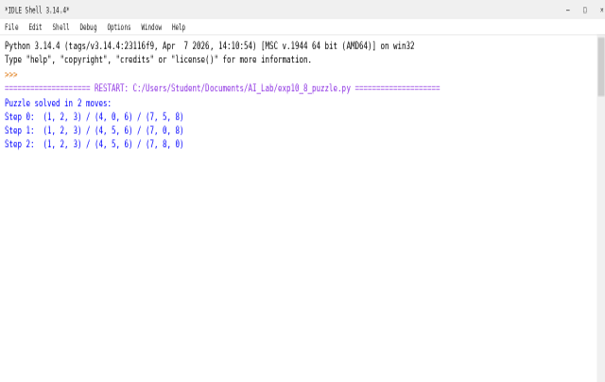 *IDLE Shell 3.14.4*
File Edit Shell Debug Options Window Help
Python 3.14.4 (tags/v3.14.4:23116f9, Apr  7 2026, 14:10:54) [MSC v.1944 64 bit (AMD64)] on win32
Type "help", "copyright", "credits" or "license()" for more information.
>>>
==================== RESTART: C:/Users/Student/Documents/AI_Lab/exp10_8_puzzle.py ====================
Puzzle solved in 2 moves:
Step 0:  (1, 2, 3) / (4, 0, 6) / (7, 5, 8)
Step 1:  (1, 2, 3) / (4, 5, 6) / (7, 0, 8)
Step 2:  (1, 2, 3) / (4, 5, 6) / (7, 8, 0)